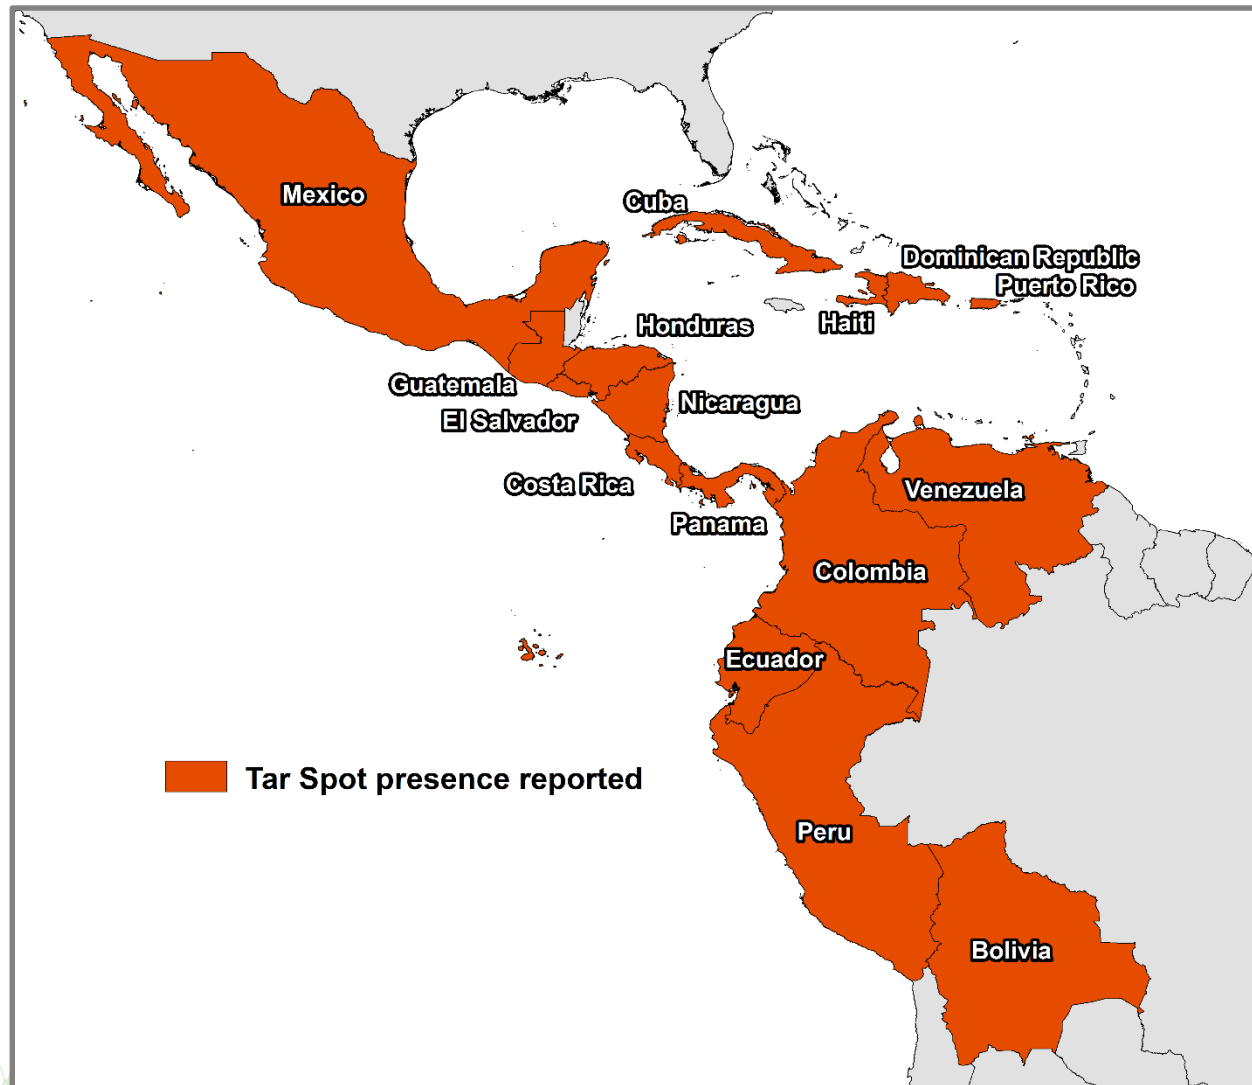 Mexico
Cuba
Dominican Republic
Puerto Rico
Honduras
Haiti
Guatemala
Nicaragua
El Salvador
Costa Rica
Venezuela
Panama
Colombia
Ecuador
Tar Spot presence reported
Peru
Bolivia